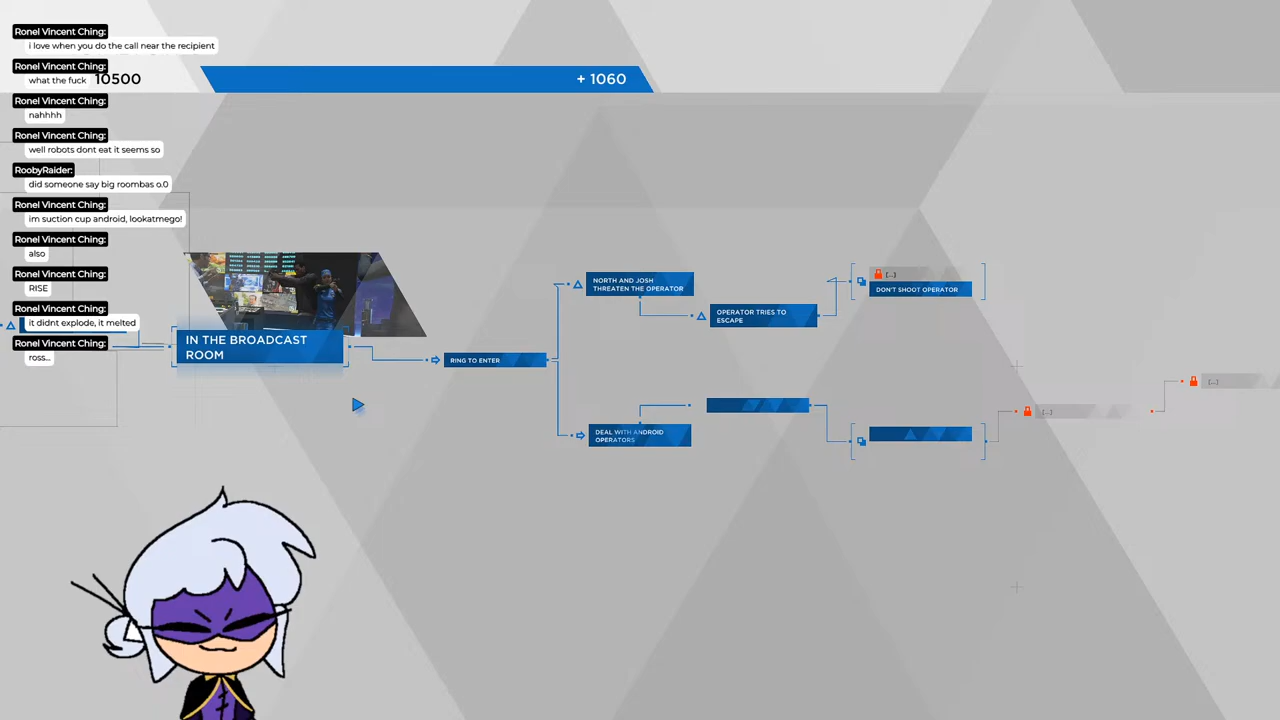 Ronel Vincent Ching:
i love when you do the call near the recipient
Ronel Vincent Ching:
what the fuck
10500
+ 1060
Ronel Vincent Ching:
nahhhh
Ronel Vincent Ching:
well robots dont eat it seems so
RoobyRaider:
did someone say big roombas o.0
Ronel Vincent Ching:
im suction cup android, lookatmego!
Ronel Vincent Ching:
also
Ronel Vincent Ching:
RISE
Ronel Vincent Ching:
it didnt explode, it melted
Ronel Vincent Ching:
ross...
IN THE BROADCAST
ROOM
RING TO ENTER
NORTH AND JOSH
THREATEN THE OPERATOR
OPERATOR TRIES TO
ESCAPE
[...]
DON'T SHOOT OPERATOR
DEAL WITH ANDROID
OPERATORS
[...]
[...]